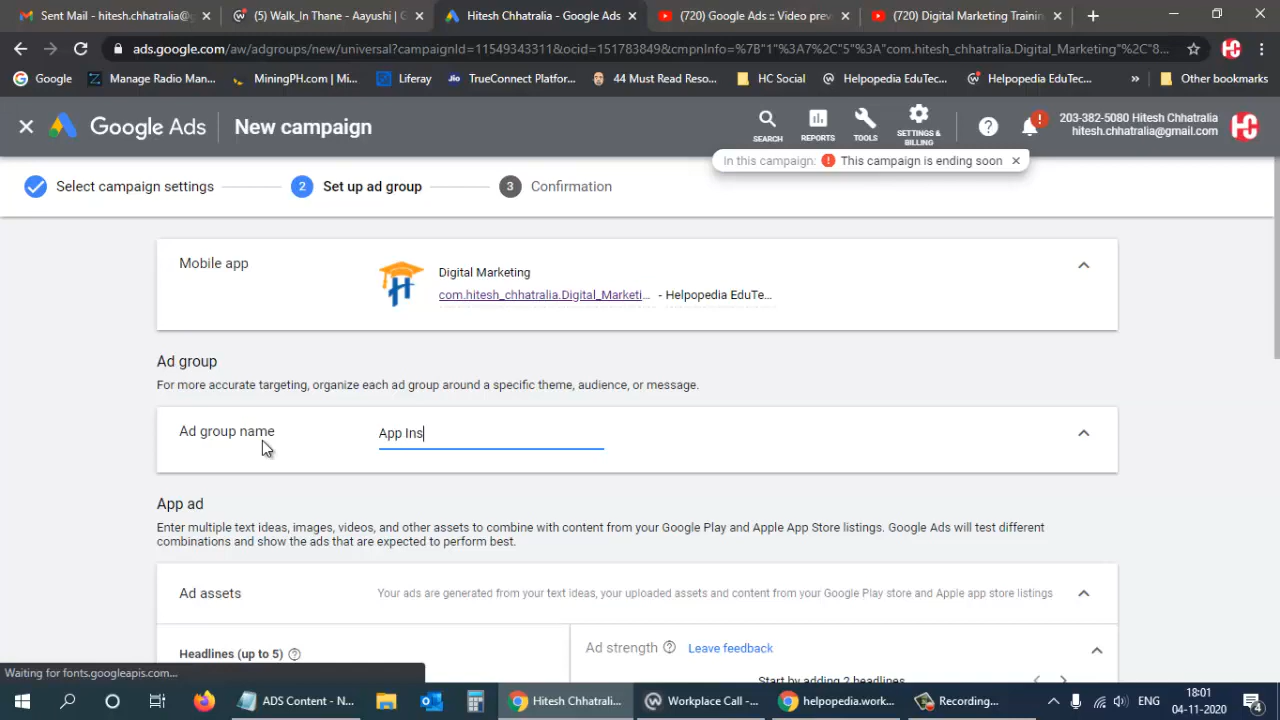 Sent Mail - hitesh.chhatralia@
(5) Walk_In Thane - Aayushi | G
Hitesh Chhatralia - Google Ads
(720) Google Ads :: Video prev
(720) Digital Marketing Trainin
ads.google.com/aw/adgroups/new/universal?campaignId=11549343311&ocid=151783849&cmpnInfo=%7B"1"%3A7%2C"5"%3A"com.hitesh_chhatralia.Digital_Marketing"%2C"8...
Google
Manage Radio Man...
MiningPH.com | Mi...
Liferay
Jio TrueConnect Platfor...
44 Must Read Reso...
HC Social
Helpopedia EduTec...
Helpopedia EduTec...
»
Other bookmarks
Google Ads
New campaign
SEARCH
REPORTS
TOOLS
SETTINGS & BILLING
203-382-5080 Hitesh Chhatralia
hitesh.chhatralia@gmail.com
In this campaign: This campaign is ending soon
Select campaign settings
2 Set up ad group
3 Confirmation
Mobile app
Digital Marketing
com.hitesh_chhatralia.Digital_Marketi... - Helpopedia EduTe...
Ad group
For more accurate targeting, organize each ad group around a specific theme, audience, or message.
Ad group name
App Ins
App ad
Enter multiple text ideas, images, videos, and other assets to combine with content from your Google Play and Apple App Store listings. Google Ads will test different
combinations and show the ads that are expected to perform best.
Ad assets
Your ads are generated from your text ideas, your uploaded assets and content from your Google Play store and Apple app store listings
Headlines (up to 5)
Ad strength
Leave feedback
Start by adding 2 headlines
Waiting for fonts.googleapis.com...
ADS Content - N...
Hitesh Chhatrali...
Workplace Call -...
helpopedia.work...
Recording...
ENG
18:01
04-11-2020
4